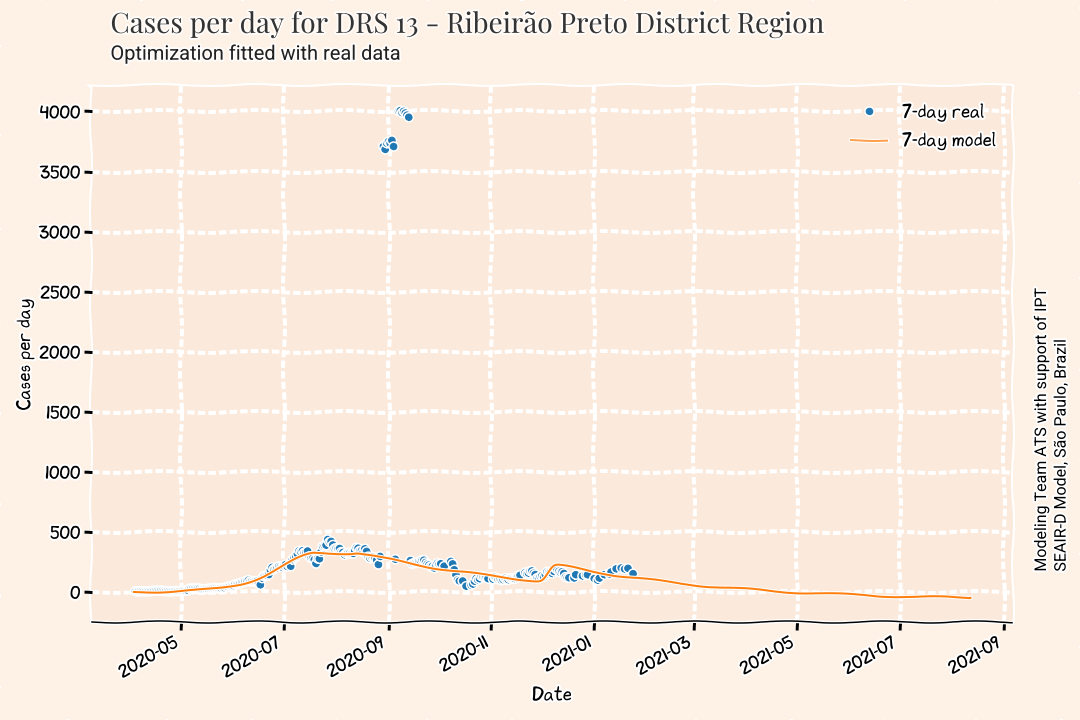 Cases per day for DRS 13 - Ribeirão Preto District Region
Optimization fitted with real data
7-day real
7-day model
Cases per day
4000
3500
3000
2500
2000
1500
1000
500
0
2020-05
2020-07
2020-09
2020-11
2021-01
2021-03
2021-05
2021-07
2021-09
Date
Modeling Team ATS with support of IPT
SEAIR-D Model, São Paulo, Brazil